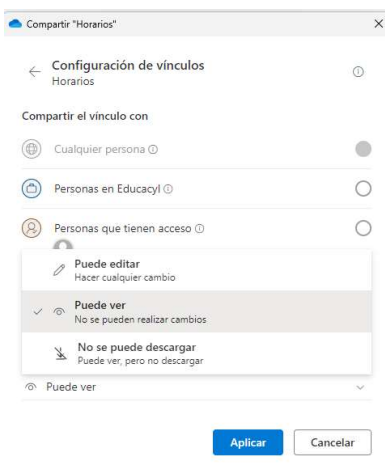 Compartir "Horarios"
Configuración de vínculos
Horarios
Compartir el vínculo con
Cualquier persona
Personas en Educacyl
Personas que tienen acceso
Puede editar
Hacer cualquier cambio
Puede ver
No se pueden realizar cambios
No se puede descargar
Puede ver, pero no descargar
Puede ver
Aplicar
Cancelar